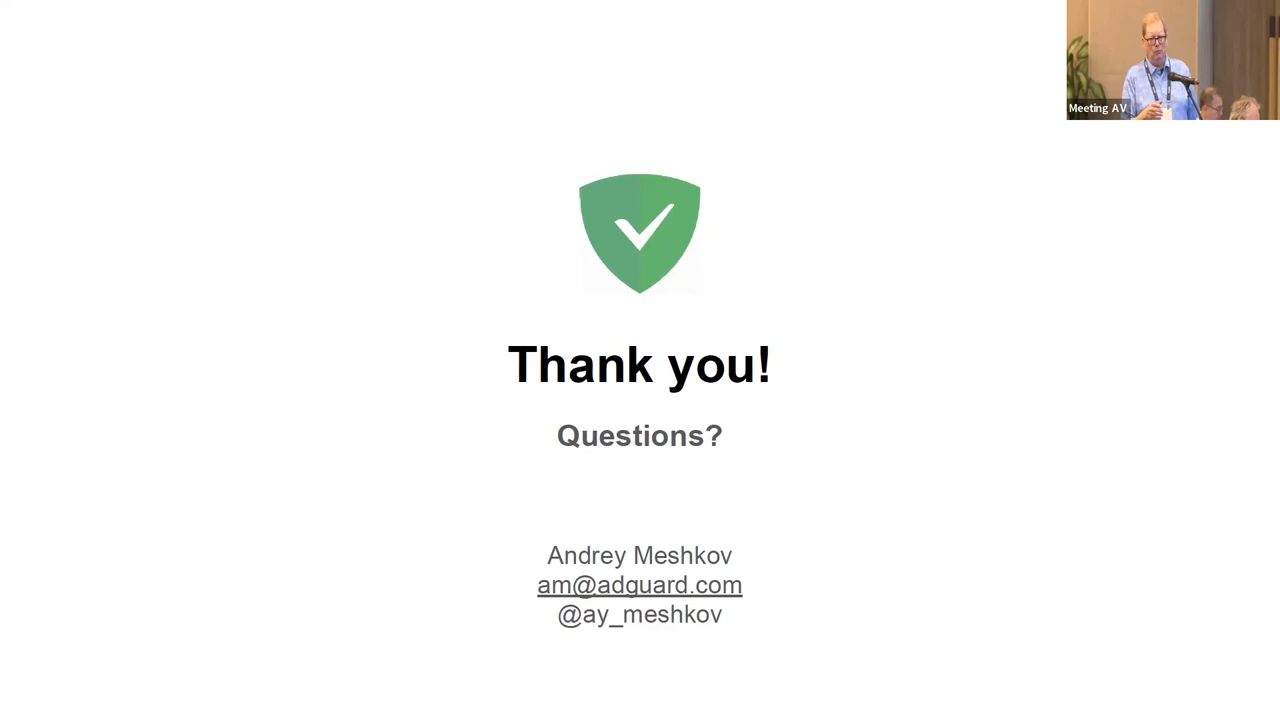 Meeting AV
Thank you!
Questions?
Andrey Meshkov
am@adguard.com
@ay_meshkov